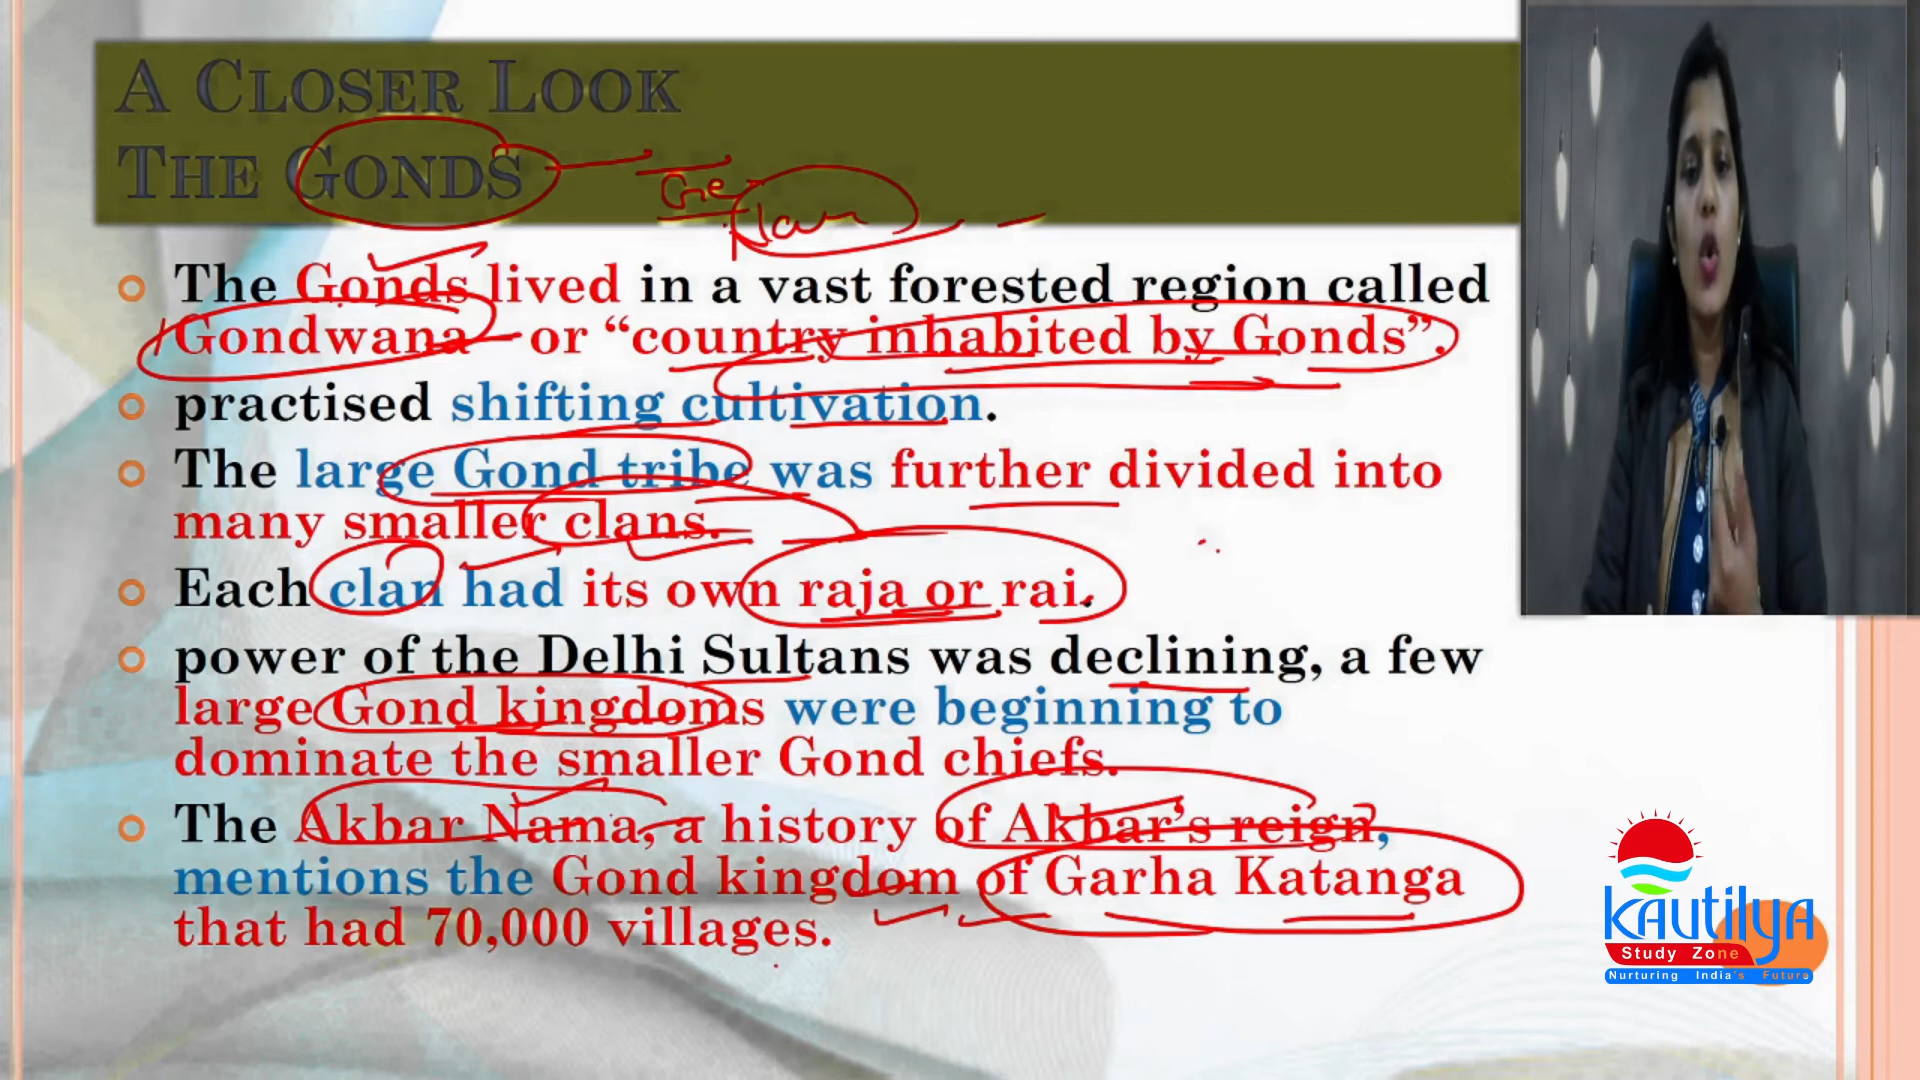 A CLOSER LOOK
THE GONDS
The Gonds lived in a vast forested region called
Gondwana or “country inhabited by Gonds”.
practised shifting cultivation.
The large Gond tribe was further divided into
many smaller clans.
Each clan had its own raja or rai.
power of the Delhi Sultans was declining, a few
large Gond kingdoms were beginning to
dominate the smaller Gond chiefs.
The Akbar Nama, a history of Akbar’s reign,
mentions the Gond kingdom of Garha Katanga
that had 70,000 villages.
KAUTILYA
Study Zone
Nurturing India's Future